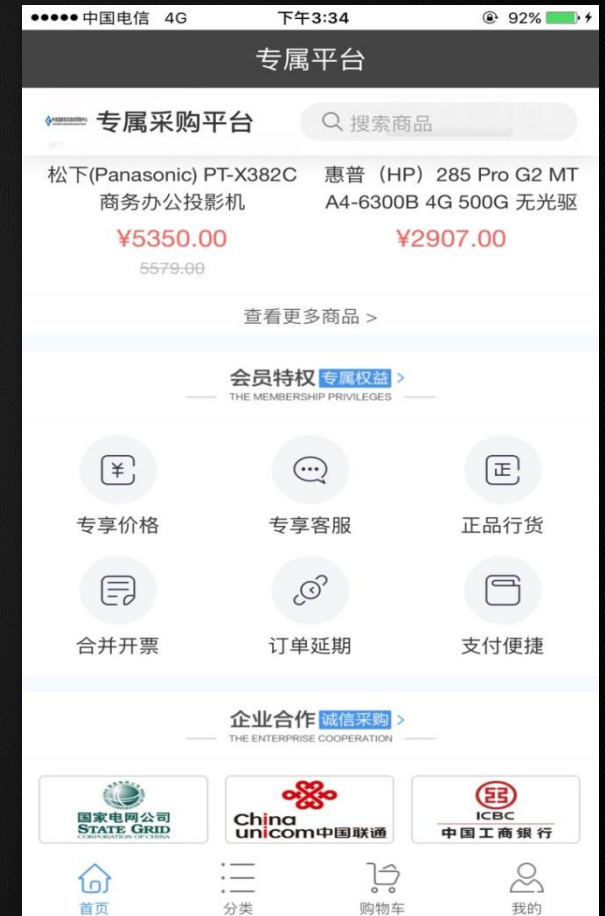 中国电信 4G 下午3:34 92%
专属平台
专属采购平台 搜索商品
松下(Panasonic) PT-X382C
商务办公投影机
¥5350.00
5579.00
惠普（HP）285 Pro G2 MT
A4-6300B 4G 500G 无光驱
¥2907.00
查看更多商品 >
会员特权 专属权益 >
THE MEMBERSHIP PRIVILEGES
¥ 正
专享价格 专享客服 正品行货
合并开票 订单延期 支付便捷
企业合作 诚信采购 >
THE ENTERPRISE COOPERATION
国家电网公司
STATE GRID
CORPORATION OF CHINA
China
unicom中国联通
ICBC
中国工商银行
首页 分类 购物车 我的